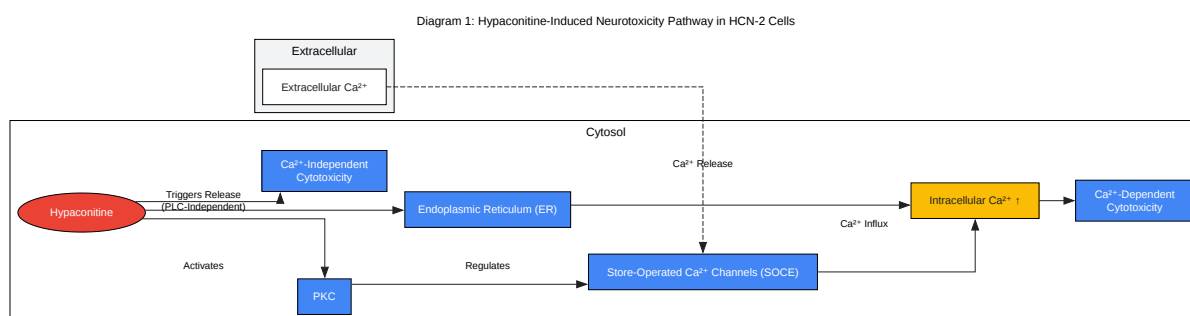 Diagram 1: Hypaconitine-Induced Neurotoxicity Pathway in HCN-2 Cells
Extracellular
Extracellular Ca²⁺
Cytosol
Ca²⁺-Independent
Cytotoxicity
Ca²⁺ Release
Triggers Release
(PLC-Independent)
Hypaconitine
Endoplasmic Reticulum (ER)
Intracellular Ca²⁺ ↑
Ca²⁺-Dependent
Cytotoxicity
Ca²⁺ Influx
Activates
Regulates
Store-Operated Ca²⁺ Channels (SOCE)
PKC